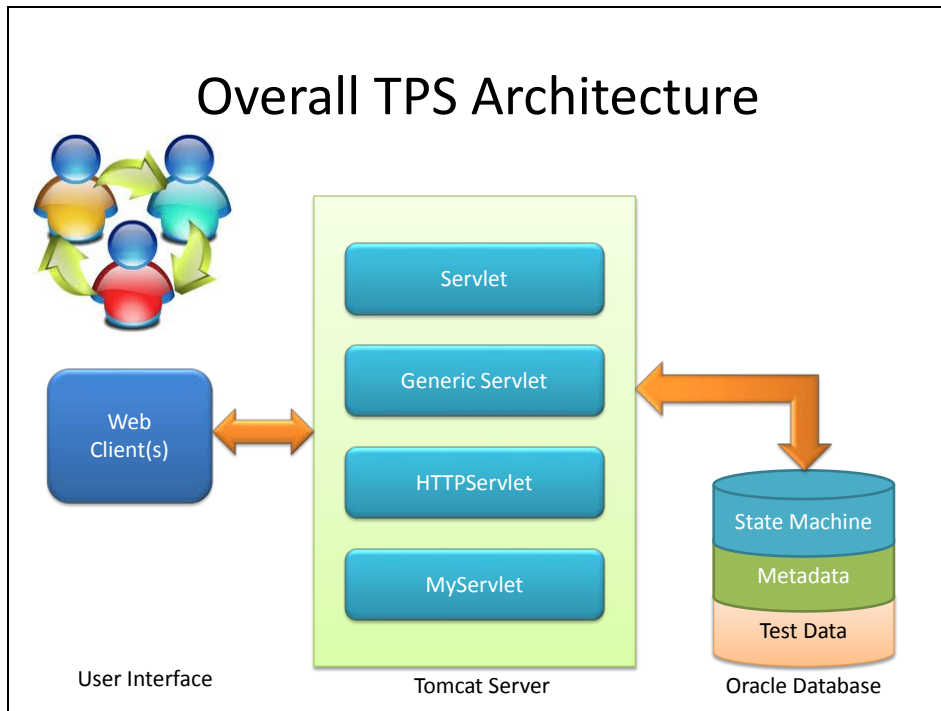 Overall TPS Architecture
Servlet
Generic Servlet
HTTPServlet
MyServlet
Web
Client(s)
State Machine
Metadata
Test Data
User Interface
Tomcat Server
Oracle Database